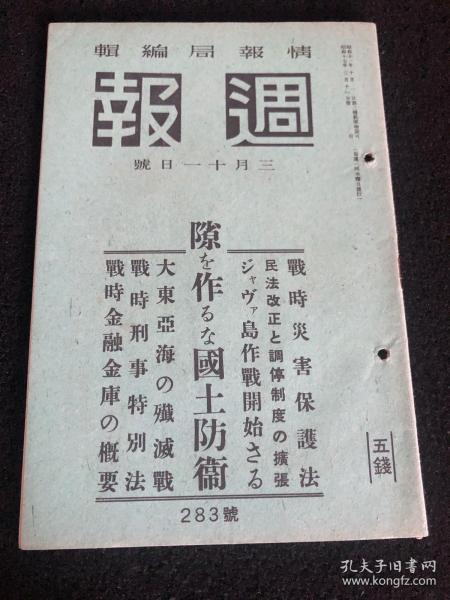 情報局編輯
週報
三月十一日號
戰時災害保護法
民法改正と調停制度の擴張
ジャヴァ島作戰開始さる
隙を作るな國土防衞
大東亞海の殲滅戰
戰時刑事特別法
戰時金融金庫の概要
五錢
283號
孔夫子旧书网
www.kongfz.com